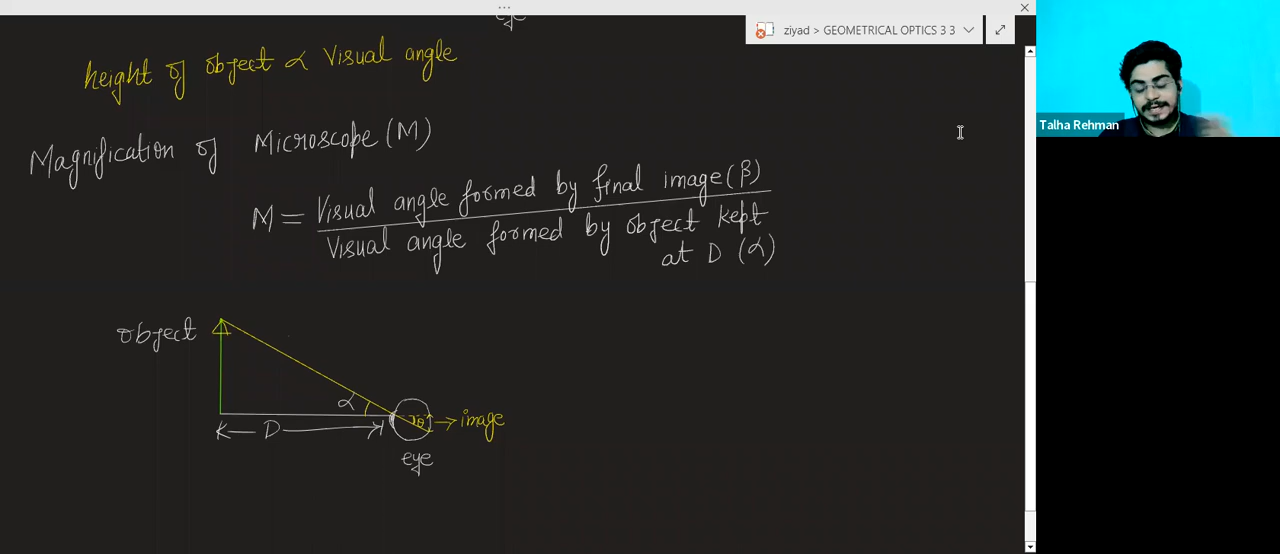 eye
ziyad > GEOMETRICAL OPTICS 3 3
height of object ∝ visual angle
Talha Rehman
Magnification of Microscope (M)
M = Visual angle formed by final image (β)
Visual angle formed by object kept
at D (α)
object
α
θ
→ image
D
eye